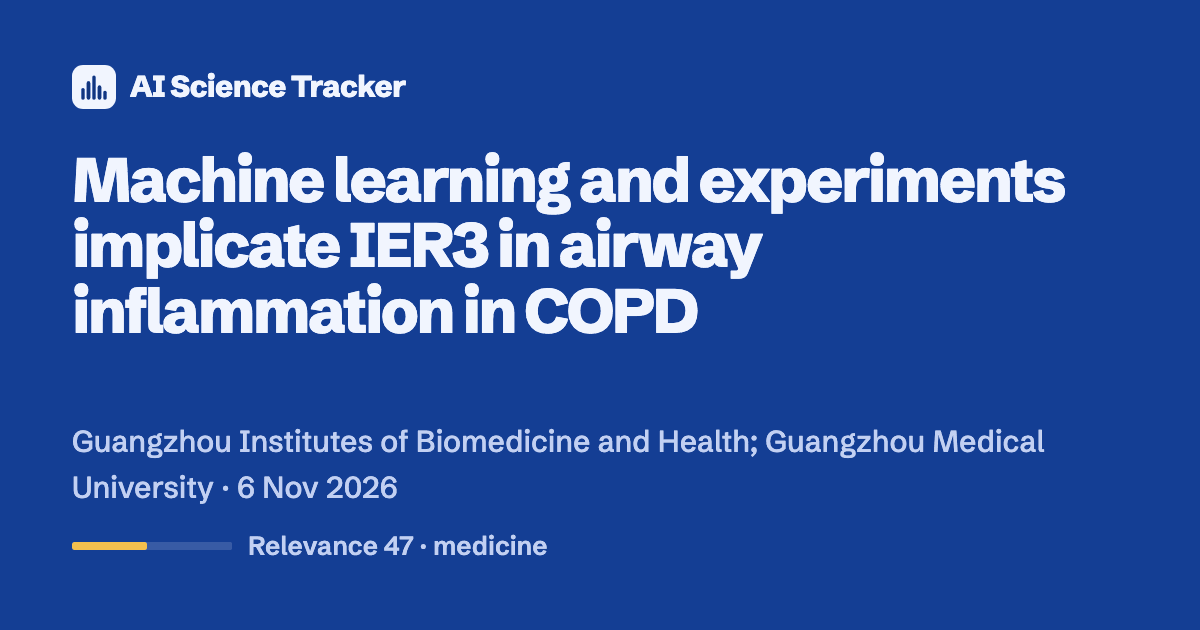 AI Science Tracker
Machine learning and experiments
implicate IER3 in airway
inflammation in COPD
Guangzhou Institutes of Biomedicine and Health; Guangzhou Medical
University · 6 Nov 2026
Relevance 47 · medicine